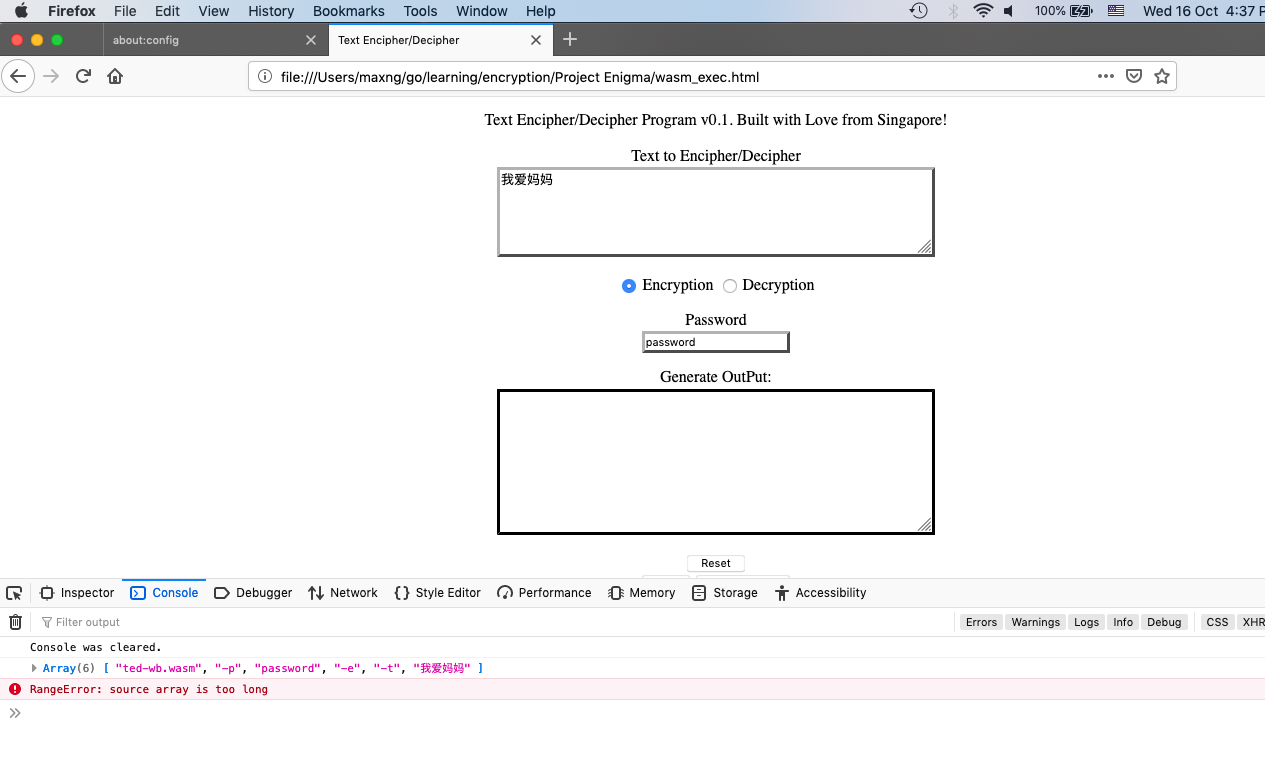 Firefox File Edit View History Bookmarks Tools Window Help 100% Wed 16 Oct 4:37 P
about:config Text Encipher/Decipher
file:///Users/maxng/go/learning/encryption/Project Enigma/wasm_exec.html
Text Encipher/Decipher Program v0.1. Built with Love from Singapore!
Text to Encipher/Decipher
我爱妈妈
Encryption Decryption
Password
password
Generate OutPut:
Reset
Inspector Console Debugger Network Style Editor Performance Memory Storage Accessibility
Filter output Errors Warnings Logs Info Debug CSS XHR
Console was cleared.
Array(6) [ "ted-wb.wasm", "-p", "password", "-e", "-t", "我爱妈妈" ]
RangeError: source array is too long